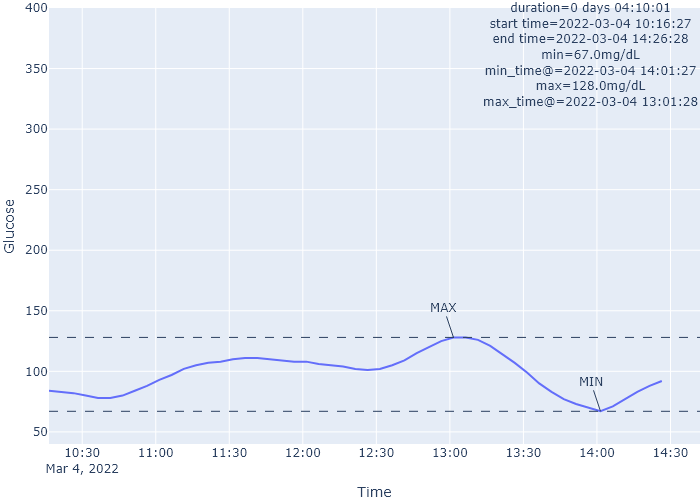 duration=0 days 04:10:01
start time=2022-03-04 10:16:27
end time=2022-03-04 14:26:28
min=67.0mg/dL
min_time@=2022-03-04 14:01:27
max=128.0mg/dL
max_time@=2022-03-04 13:01:28
400
350
300
250
200
150
100
50
Glucose
MAX
MIN
10:30 11:00 11:30 12:00 12:30 13:00 13:30 14:00 14:30
Mar 4, 2022
Time